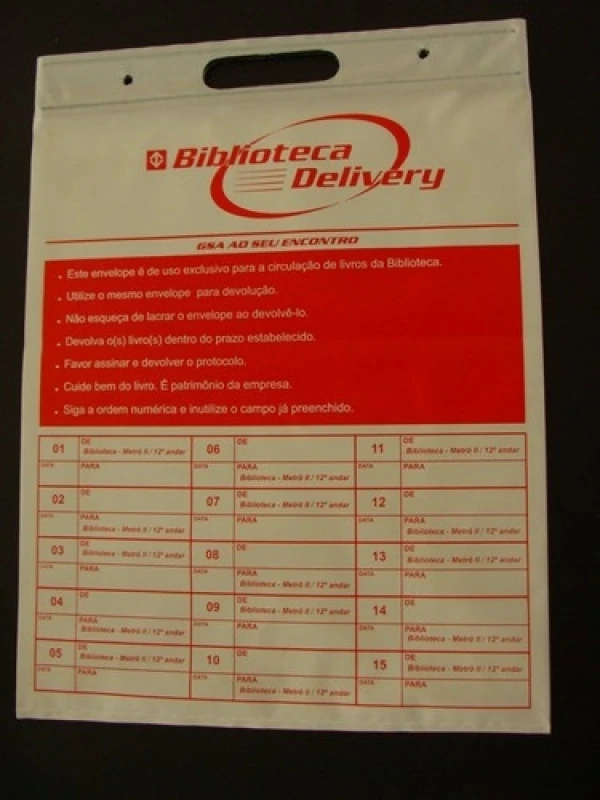 Biblioteca
Delivery
GSA AO SEU ENCONTRO
• Este envelope é de uso exclusivo para a circulação de livros da Biblioteca.
• Utilize o mesmo envelope para devolução.
• Não esqueça de lacrar o envelope ao devolvê-lo.
• Devolva o(s) livro(s) dentro do prazo estabelecido.
• Favor assinar e devolver o protocolo.
• Cuide bem do livro. É patrimônio da empresa.
• Siga a ordem numérica e inutilize o campo já preenchido.
01 DE
Biblioteca - Metrô II / 12º andar
DATA PARA
02 DE
DATA PARA
Biblioteca - Metrô II / 12º andar
03 DE
Biblioteca - Metrô II / 12º andar
DATA PARA
04 DE
DATA PARA
Biblioteca - Metrô II / 12º andar
05 DE
Biblioteca - Metrô II / 12º andar
DATA PARA
06 DE
DATA PARA
Biblioteca - Metrô II / 12º andar
07 DE
Biblioteca - Metrô II / 12º andar
DATA PARA
08 DE
DATA PARA
Biblioteca - Metrô II / 12º andar
09 DE
Biblioteca - Metrô II / 12º andar
DATA PARA
10 DE
DATA PARA
Biblioteca - Metrô II / 12º andar
11 DE
Biblioteca - Metrô II / 12º andar
DATA PARA
12 DE
DATA PARA
Biblioteca - Metrô II / 12º andar
13 DE
Biblioteca - Metrô II / 12º andar
DATA PARA
14 DE
DATA PARA
Biblioteca - Metrô II / 12º andar
15 DE
Biblioteca - Metrô II / 12º andar
DATA PARA